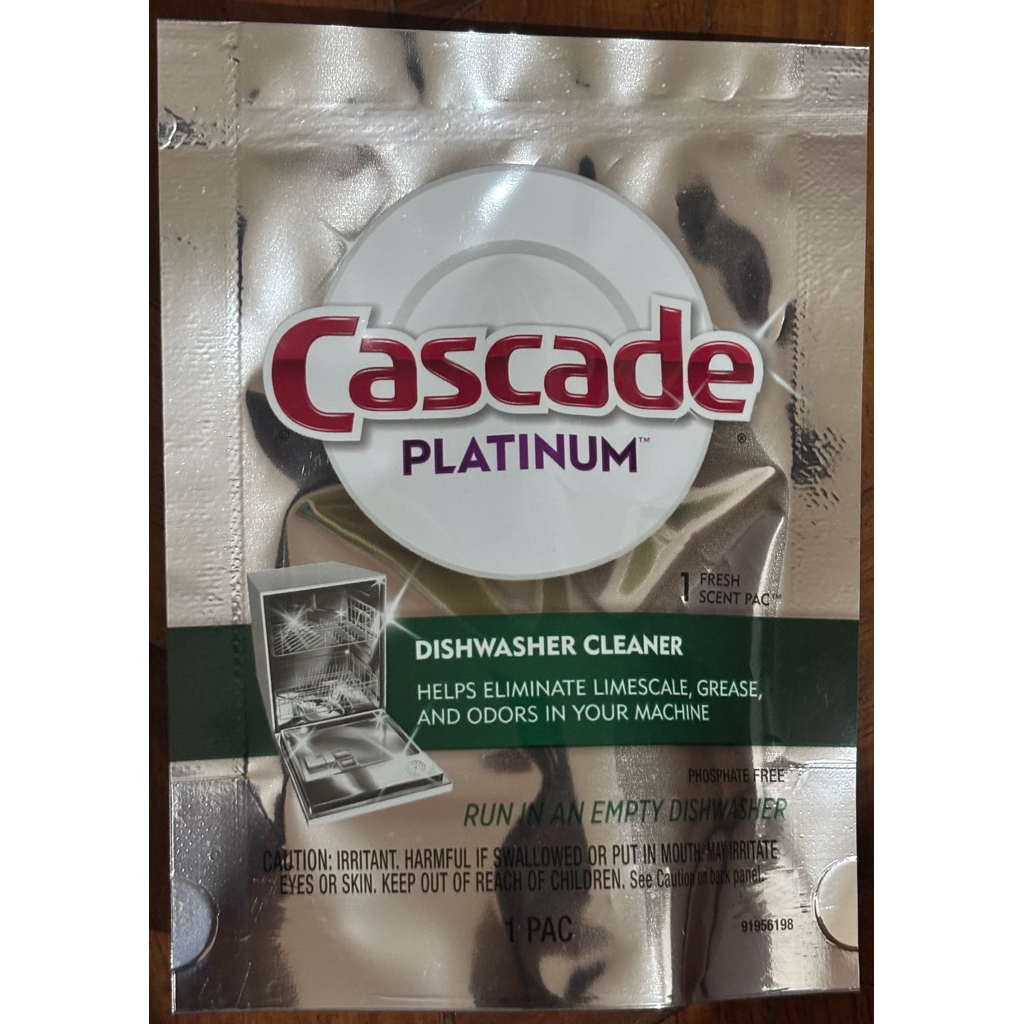 Cascade®
PLATINUM™
1 FRESH
SCENT PAC™
DISHWASHER CLEANER
HELPS ELIMINATE LIMESCALE, GREASE,
AND ODORS IN YOUR MACHINE
PHOSPHATE FREE
RUN IN AN EMPTY DISHWASHER
CAUTION: IRRITANT. HARMFUL IF SWALLOWED OR PUT IN MOUTH. MAY IRRITATE
EYES OR SKIN. KEEP OUT OF REACH OF CHILDREN. See Caution on back panel.
1 PAC
91956198